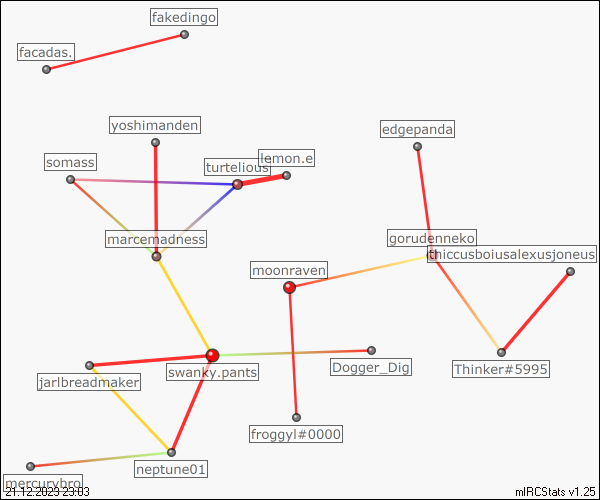 fakedingo
facadas.
yoshimanden
edgepanda
lemon.e
somass
turtelious
marcemadness
gorudenneko
thiccusboiusalexusjoneus
moonraven
swanky.pants
Dogger_Dig
Thinker#5995
jarlbreadmaker
froggyl#0000
neptune01
mercurybro
21.12.2023 23:03
mIRCStats v1.25